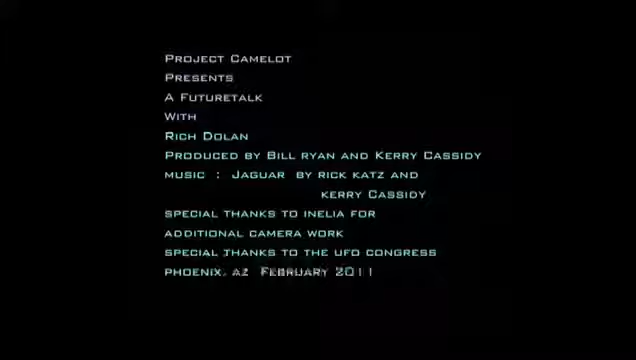 Project Camelot
Presents
A Futuretalk
With
Rich Dolan
Produced by Bill Ryan and Kerry Cassidy
music : Jaguar by rick katz and
kerry Cassidy
special thanks to inelia for
additional camera work
special thanks to the ufo congress
phoenix, az February 2011